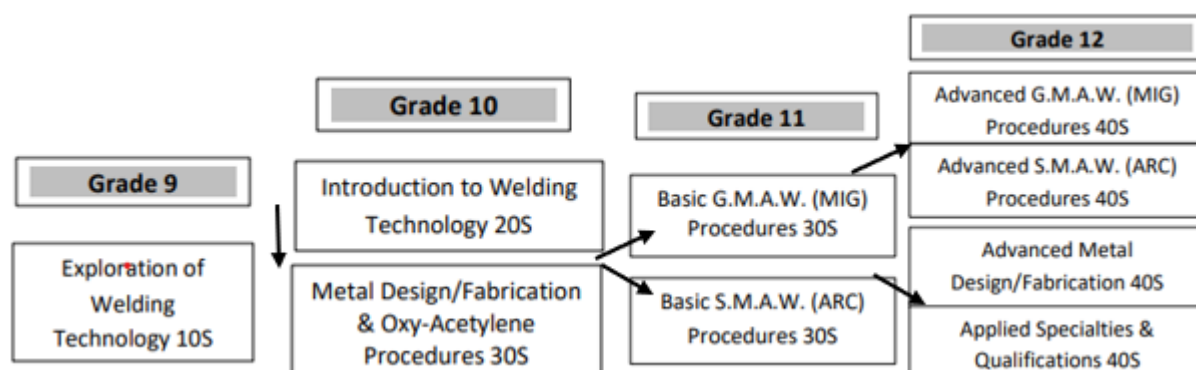 Grade 9
Exploration of
Welding
Technology 10S
Grade 10
Introduction to Welding
Technology 20S
Metal Design/Fabrication
& Oxy-Acetylene
Procedures 30S
Grade 11
Basic G.M.A.W. (MIG)
Procedures 30S
Basic S.M.A.W. (ARC)
Procedures 30S
Grade 12
Advanced G.M.A.W. (MIG)
Procedures 40S
Advanced S.M.A.W. (ARC)
Procedures 40S
Advanced Metal
Design/Fabrication 40S
Applied Specialties &
Qualifications 40S